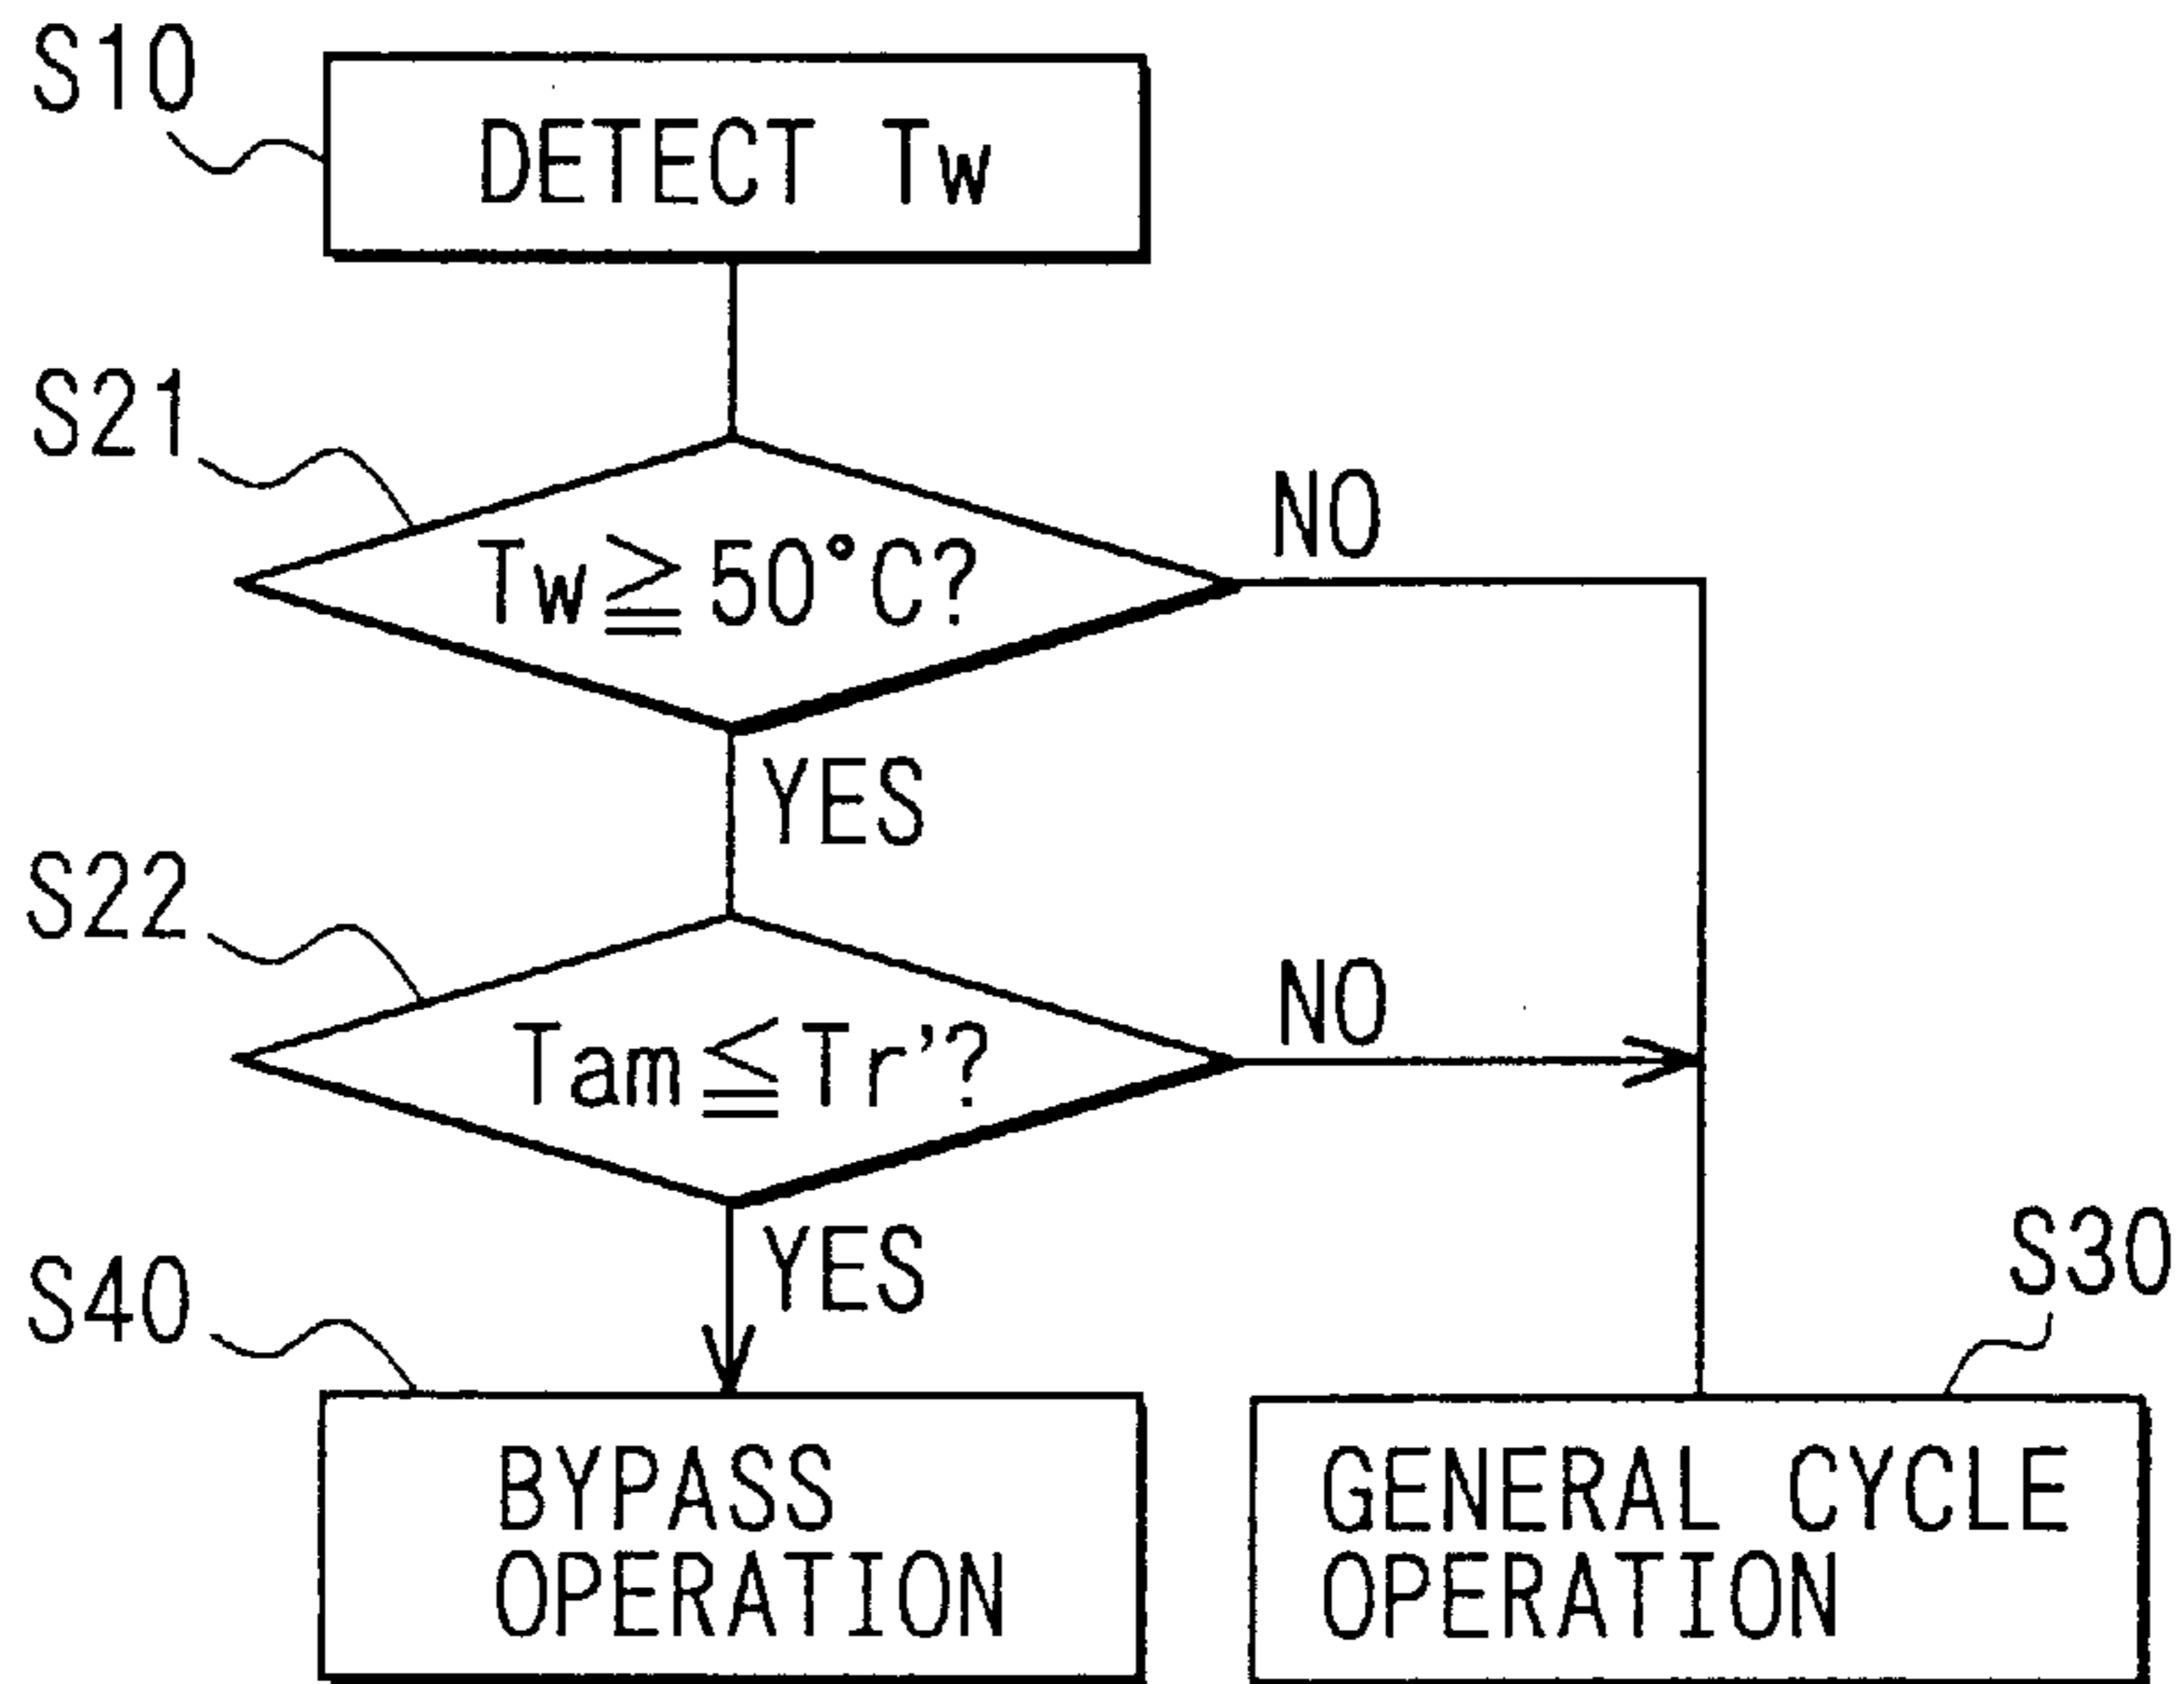 S10
DETECT Tw
S21
Tw≧50°C?
NO
YES
S22
Tam≦Tr'?
NO
YES
S40
S30
BYPASS
OPERATION
GENERAL CYCLE
OPERATION